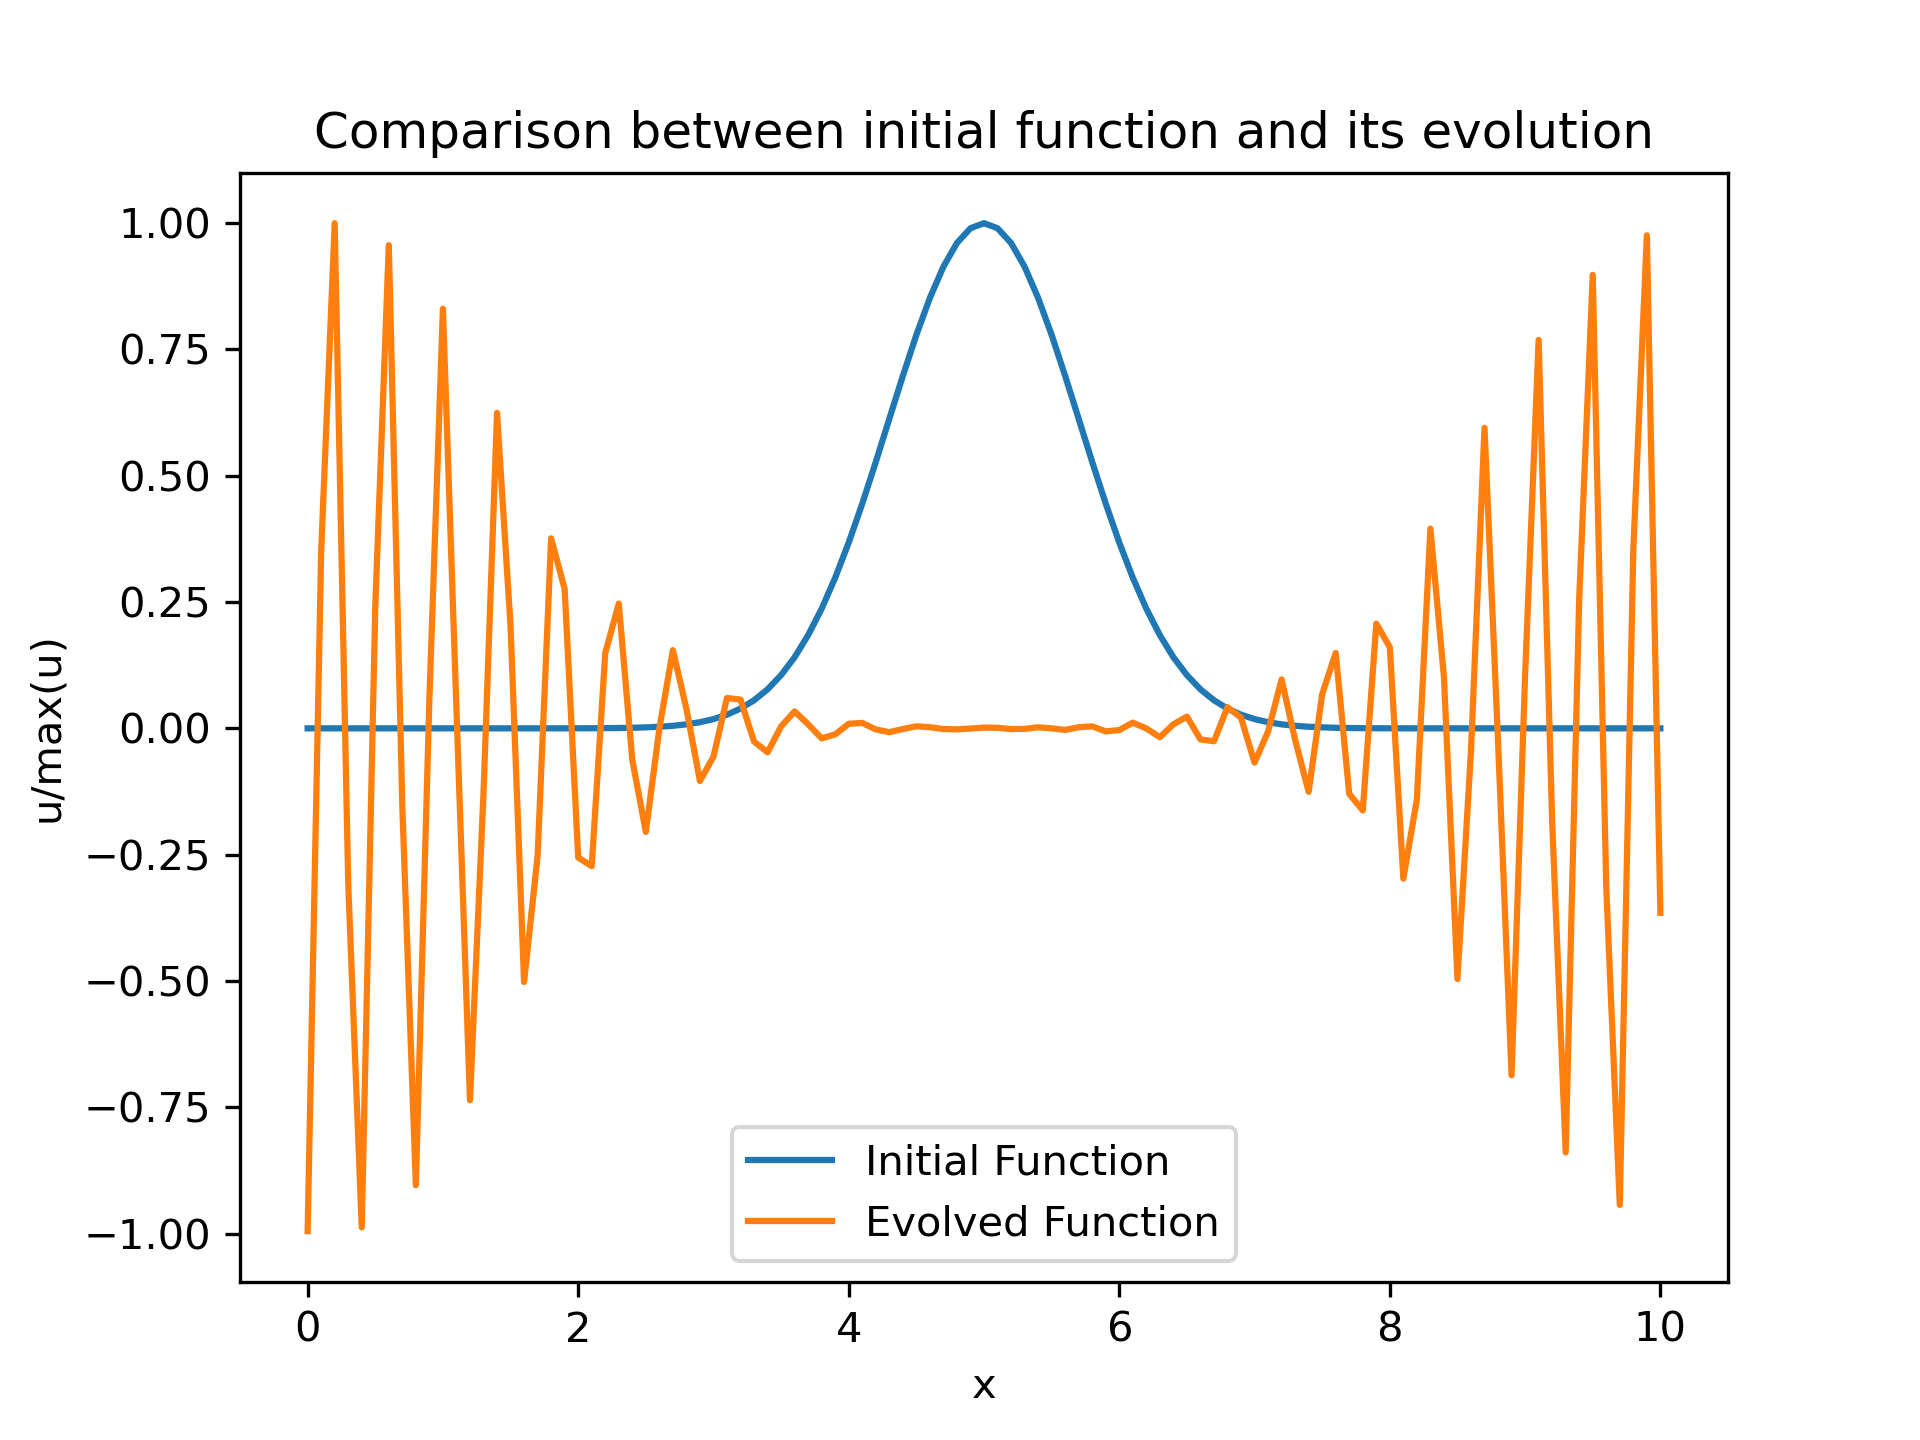 Comparison between initial function and its evolution
u/max(u)
1.00
0.75
0.50
0.25
0.00
−0.25
−0.50
−0.75
−1.00
Initial Function
Evolved Function
0 2 4 6 8 10
x